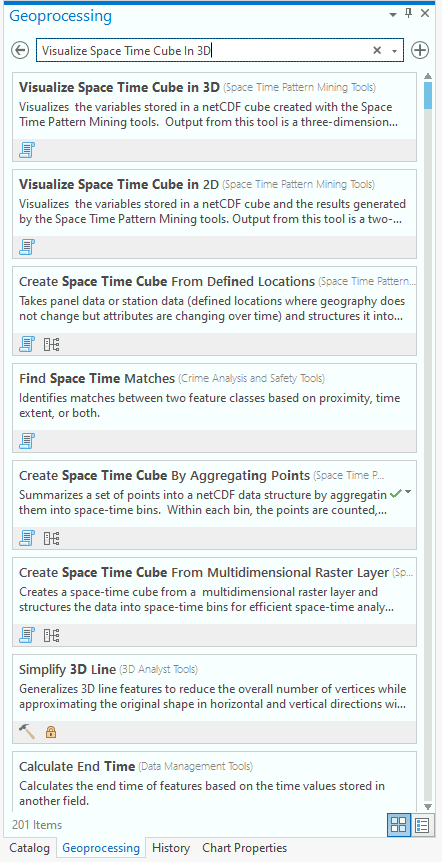 Geoprocessing
Visualize Space Time Cube In 3D
Visualize Space Time Cube in 3D (Space Time Pattern Mining Tools)
Visualizes the variables stored in a netCDF cube created with the Space
Time Pattern Mining tools. Output from this tool is a three-dimension...
Visualize Space Time Cube in 2D (Space Time Pattern Mining Tools)
Visualizes the variables stored in a netCDF cube and the results generated
by the Space Time Pattern Mining tools. Output from this tool is a two-...
Create Space Time Cube From Defined Locations (Space Time Pattern...
Takes panel data or station data (defined locations where geography does
not change but attributes are changing over time) and structures it into...
Find Space Time Matches (Crime Analysis and Safety Tools)
Identifies matches between two feature classes based on proximity, time
extent, or both.
Create Space Time Cube By Aggregating Points (Space Time P...
Summarizes a set of points into a netCDF data structure by aggregatin
them into space-time bins. Within each bin, the points are counted,...
Create Space Time Cube From Multidimensional Raster Layer (Sp...
Creates a space-time cube from a multidimensional raster layer and
structures the data into space-time bins for efficient space-time analy...
Simplify 3D Line (3D Analyst Tools)
Generalizes 3D line features to reduce the overall number of vertices while
approximating the original shape in horizontal and vertical directions wi...
Calculate End Time (Data Management Tools)
Calculates the end time of features based on the time values stored in
another field.
201 Items
Catalog Geoprocessing History Chart Properties